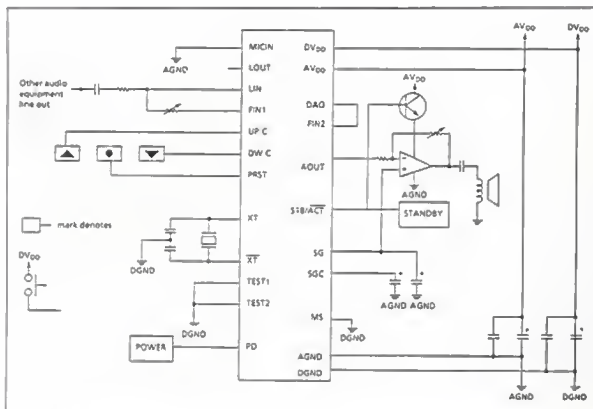 AVDD
DVDD
MICIN
DVDD
AGND
LOUT
AVDD
Other audio
equipment
line out
LIN
AVDD
FIN1
DAO
FIN2
UP C
DW C
AOUT
PRST
AGND
STB/ACT
STANDBY
XT
mark denotes
SG
DGND
XT
SGC
DVDD
TEST1
AGND
AGND
TEST2
MS
DGND
DGND
POWER
PD
AGND
DGND
AGND
DGND